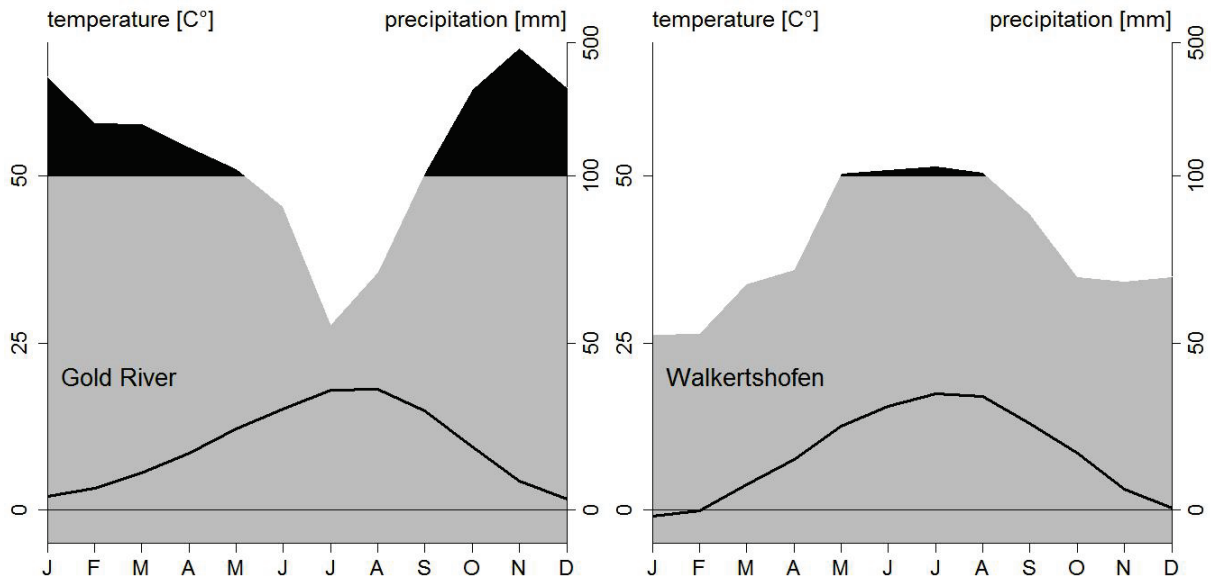 temperature [C°] precipitation [mm]
500
50 100
25 50
Gold River
0 0
J F M A M J J A S O N D
temperature [C°] precipitation [mm]
500
50 100
25 50
Walkertshofen
0 0
J F M A M J J A S O N D